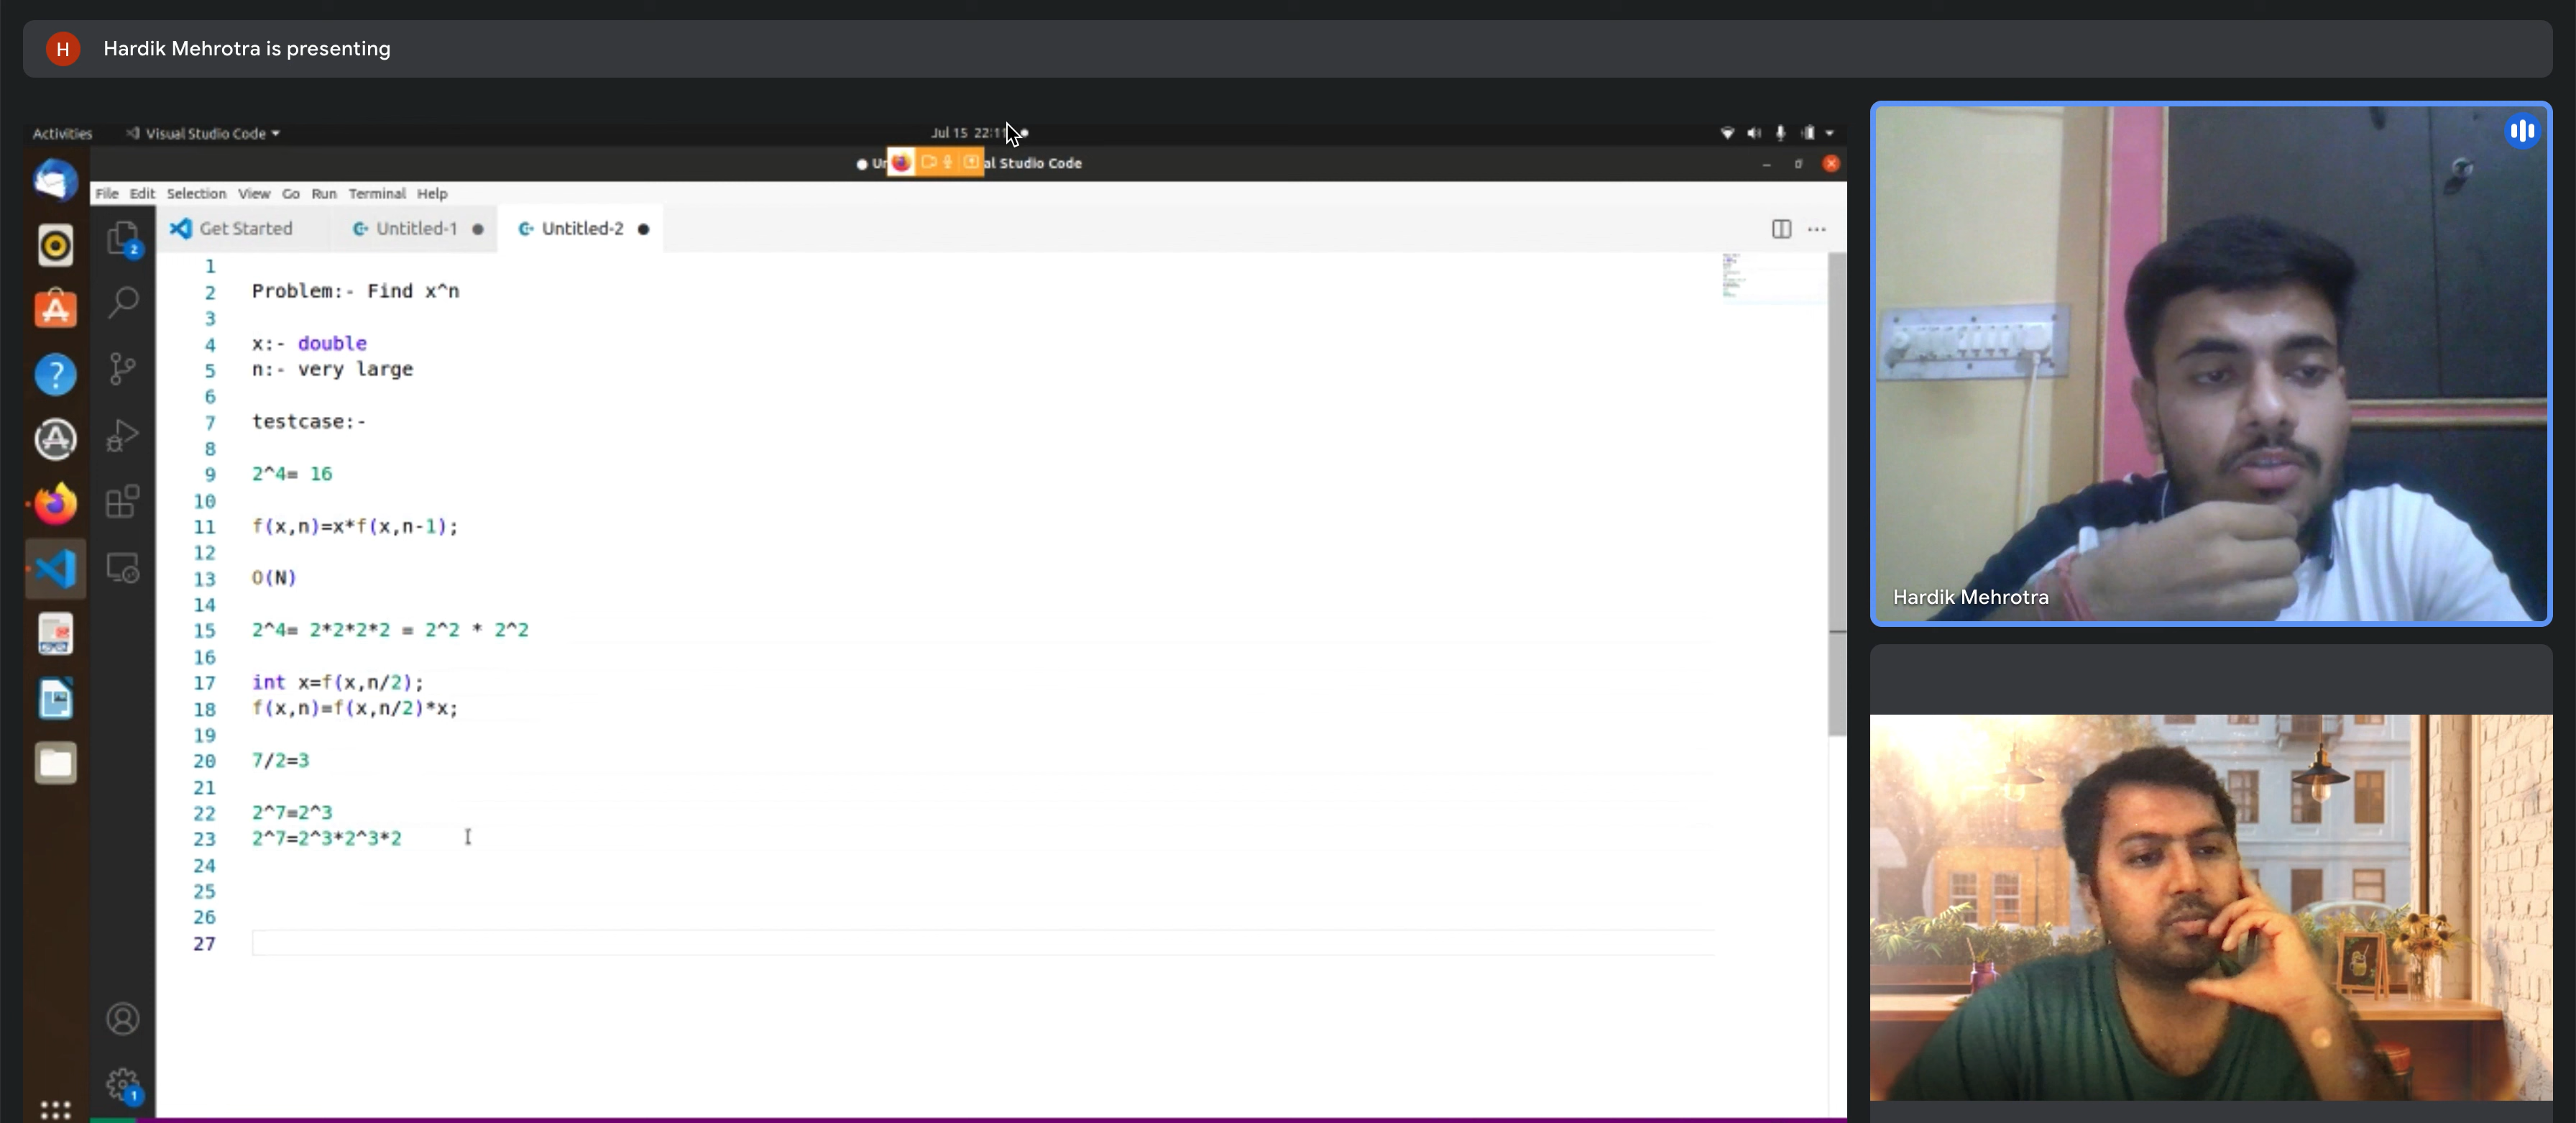 H Hardik Mehrotra is presenting
Activities Visual Studio Code Jul 15 22:11
al Studio Code
File Edit Selection View Go Run Terminal Help
Get Started Untitled-1 Untitled-2
2
1
2 Problem:- Find x^n
3
4 x:- double
5 n:- very large
6
7 testcase:-
8
9 2^4= 16
10
11 f(x,n)=x*f(x,n-1);
12
13 O(N)
14
15 2^4= 2*2*2*2 = 2^2 * 2^2
16
17 int x=f(x,n/2);
18 f(x,n)=f(x,n/2)*x;
19
20 7/2=3
21
22 2^7=2^3
23 2^7=2^3*2^3*2
24
25
26
27
1
Hardik Mehrotra